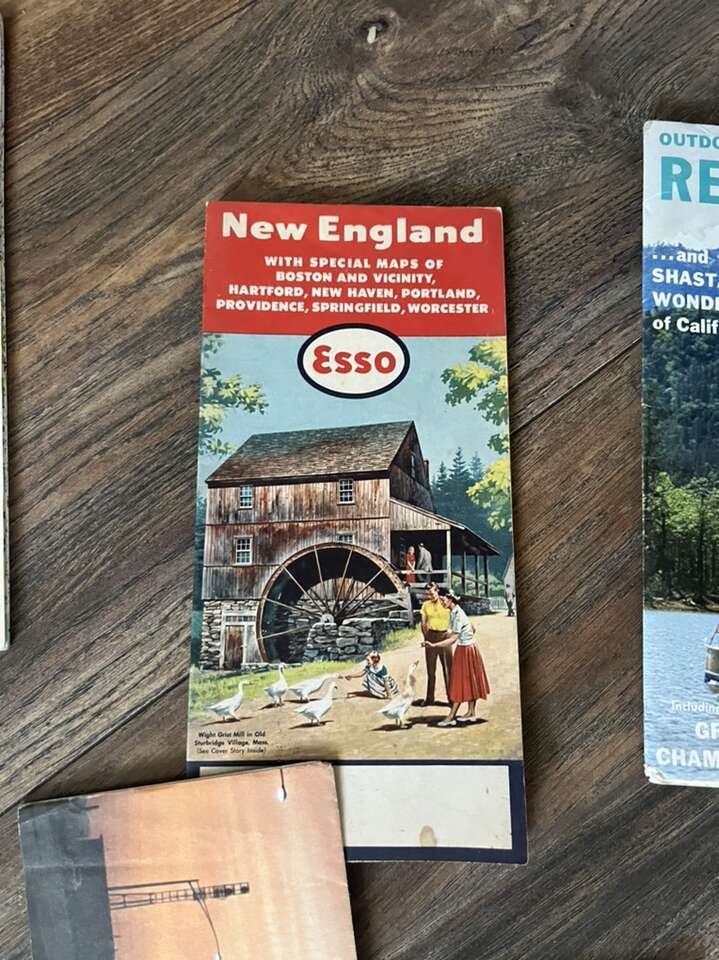 New England
WITH SPECIAL MAPS OF
BOSTON AND VICINITY,
HARTFORD, NEW HAVEN, PORTLAND,
PROVIDENCE, SPRINGFIELD, WORCESTER
Esso
Wight Grist Mill in Old
Sturbridge Village, Mass.
(See Cover Story Inside)
OUTDO
RE
...and
SHAST
WONDE
of Calif
Including
GR
CHAM